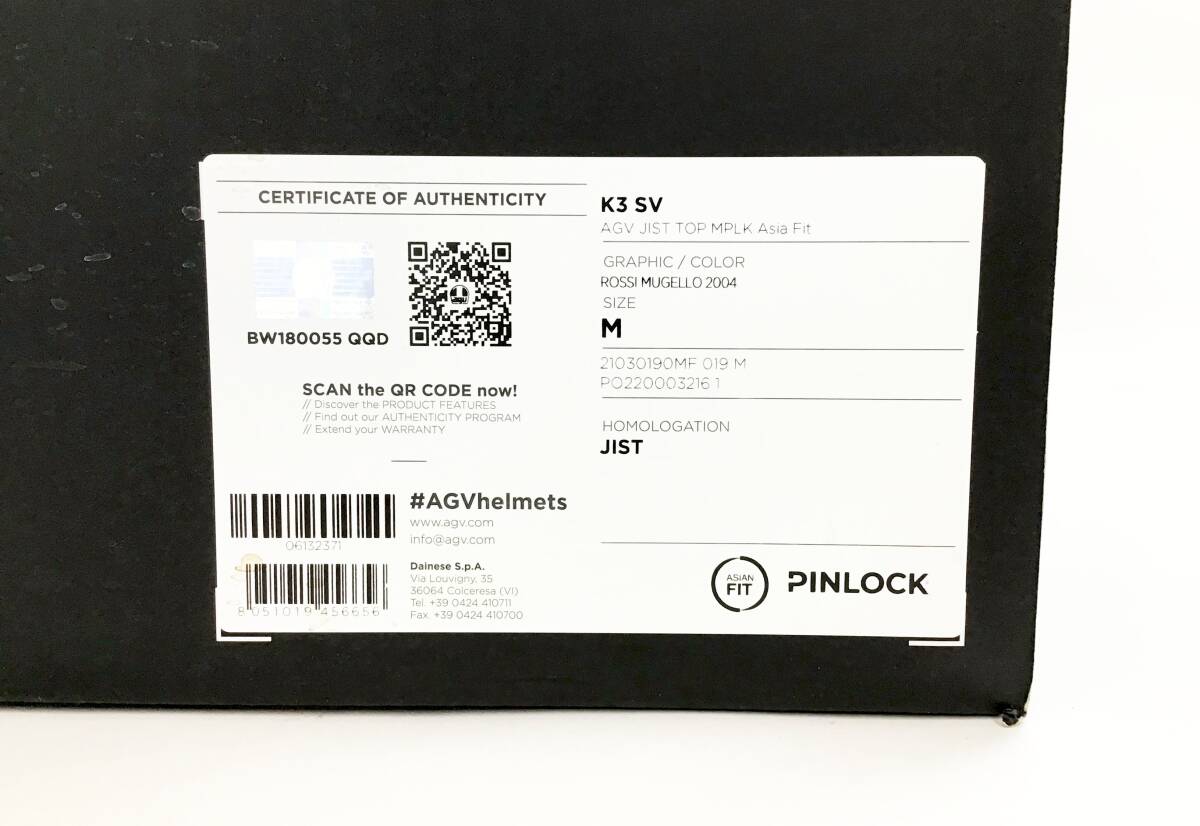 CERTIFICATE OF AUTHENTICITY
BW180055 QQD
SCAN the QR CODE now!
// Discover the PRODUCT FEATURES
// Find out our AUTHENTICITY PROGRAM
// Extend your WARRANTY
06132371
8 051019 456656
#AGVhelmets
www.agv.com
info@agv.com
Dainese S.p.A.
Via Louvigny, 35
36064 Colceresa (VI)
Tel. +39 0424 410711
Fax. +39 0424 410700
K3 SV
AGV JIST TOP MPLK Asia Fit
GRAPHIC / COLOR
ROSSI MUGELLO 2004
SIZE
M
21030190MF 019 M
PO220003216 1
HOMOLOGATION
JIST
ASIAN
FIT
PINLOCK